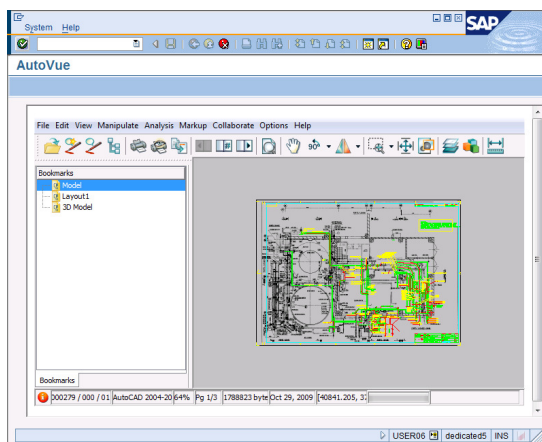 System Help
SAP
AutoVue
File Edit View Manipulate Analysis Markup Collaborate Options Help
90°
Bookmarks
Model
Layout1
3D Model
Bookmarks
000279 / 000 / 01 AutoCAD 2004-20 64% Pg 1/3 1788823 byte Oct 29, 2009 [40841.205, 3
USER06 dedicated5 INS